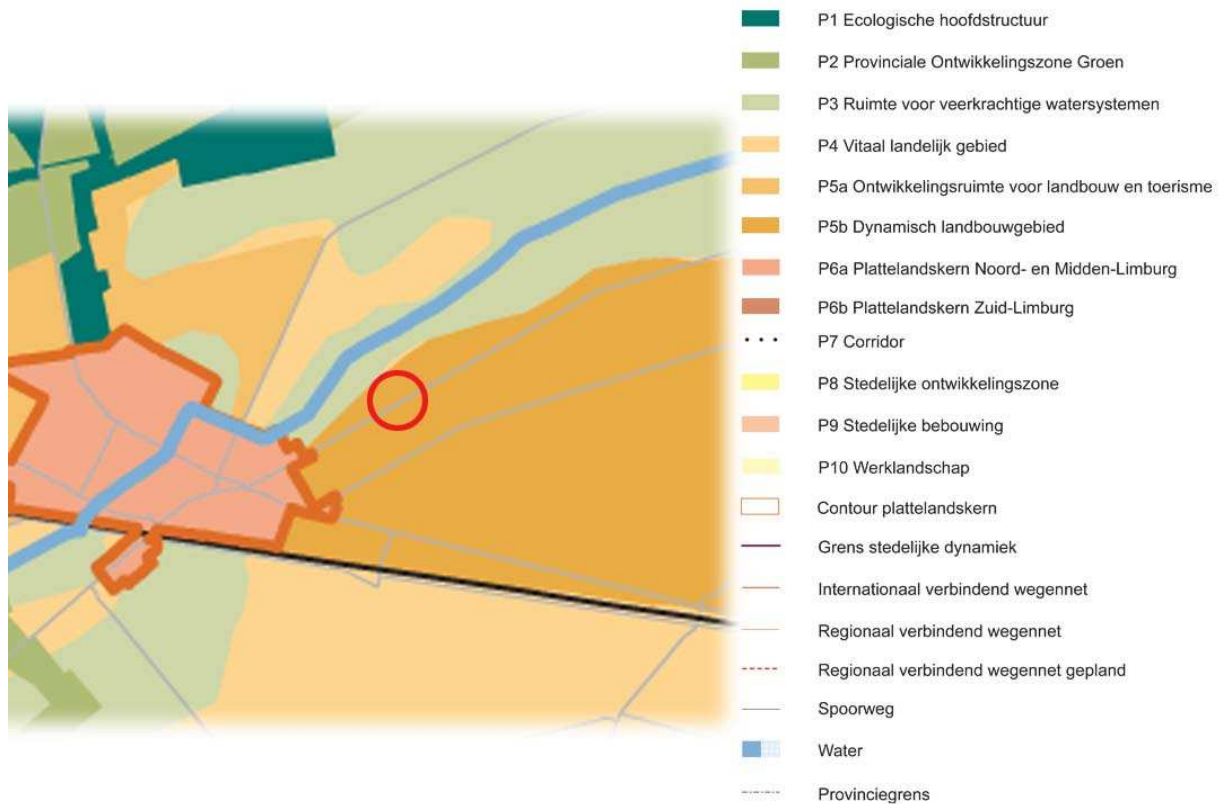 P1 Ecologische hoofdstructuur
P2 Provinciale Ontwikkelingszone Groen
P3 Ruimte voor veerkrachtige watersystemen
P4 Vitaal landelijk gebied
P5a Ontwikkelingsruimte voor landbouw en toerisme
P5b Dynamisch landbouwgebied
P6a Plattelandskern Noord- en Midden-Limburg
P6b Plattelandskern Zuid-Limburg
P7 Corridor
P8 Stedelijke ontwikkelingszone
P9 Stedelijke bebouwing
P10 Werklandschap
Contour plattelandskern
Grens stedelijke dynamiek
Internationaal verbindend wegennet
Regionaal verbindend wegennet
Regionaal verbindend wegennet gepland
Spoorweg
Water
Provinciegrens